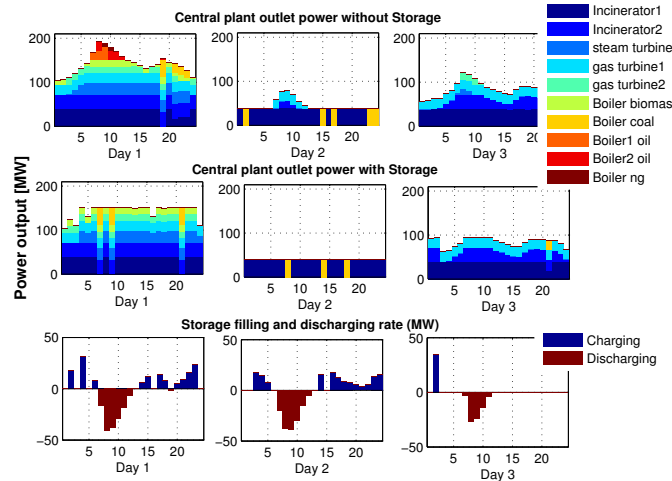 Central plant outlet power without Storage
200
100
0
5 10 15 20
Day 1
200
100
0
5 10 15 20
Day 2
200
100
0
5 10 15 20
Day 3
Incinerator1
Incinerator2
steam turbine
gas turbine1
gas turbine2
Boiler biomas
Boiler coal
Boiler1 oil
Boiler2 oil
Boiler ng
Power output [MW]
Central plant outlet power with Storage
200
100
0
5 10 15 20
Day 1
200
100
0
5 10 15 20
Day 2
200
100
0
5 10 15 20
Day 3
Storage filling and discharging rate (MW)
50
0
−50
5 10 15 20
Day 1
50
0
−50
5 10 15 20
Day 2
50
0
−50
5 10 15 20
Day 3
Charging
Discharging